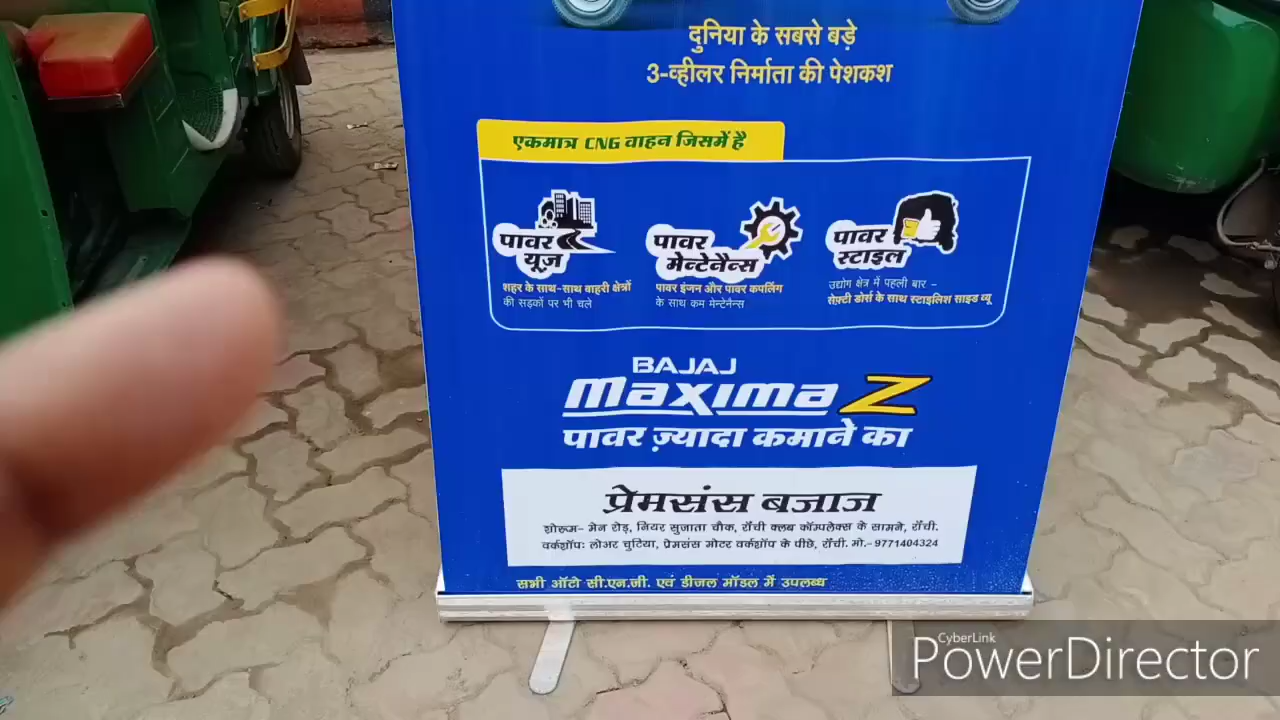 दुनिया के सबसे बड़े
3-व्हीलर निर्माता की पेशकश
एकमात्र CNG वाहन जिसमें है
पावर यूज़
शहर के साथ-साथ बाहरी क्षेत्रों
की सड़कों पर भी चले
पावर मेन्टेनैन्स
पावर इंजन और पावर कपलिंग
के साथ कम मेन्टेनैन्स
पावर स्टाइल
उद्योग क्षेत्र में पहली बार –
सेफ़्टी डोर्स के साथ स्टाइलिश साइड व्यू
BAJAJ
maxima Z
पावर ज़्यादा कमाने का
प्रेमसंस बजाज
शोरूम– मेन रोड़, नियर सुजाता चौक, राँची क्लब कॉम्पलेक्स के सामने, राँची.
वर्कशॉपः लोअर चुटिया, प्रेमसंस मोटर वर्कशॉप के पीछे, राँची. मो.- 9771404324
सभी ऑटो सी.एन.जी. एवं डीजल मॉडल में उपलब्ध
CyberLink
PowerDirector